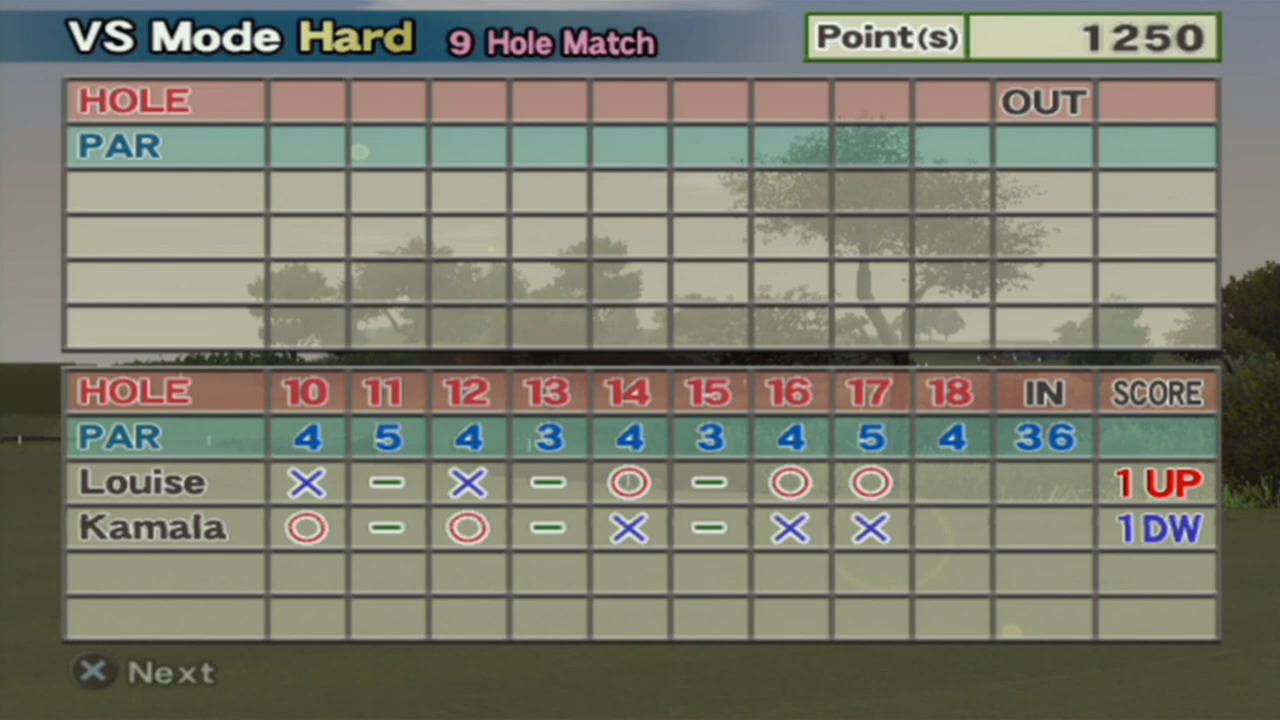 VS Mode Hard 9 Hole Match Point(s) 1250
HOLE OUT
PAR
HOLE 10 11 12 13 14 15 16 17 18 IN SCORE
PAR 4 5 4 3 4 3 4 5 4 36
Louise X – X – O – O O 1 UP
Kamala O – O – X – X X 1 DW
X Next